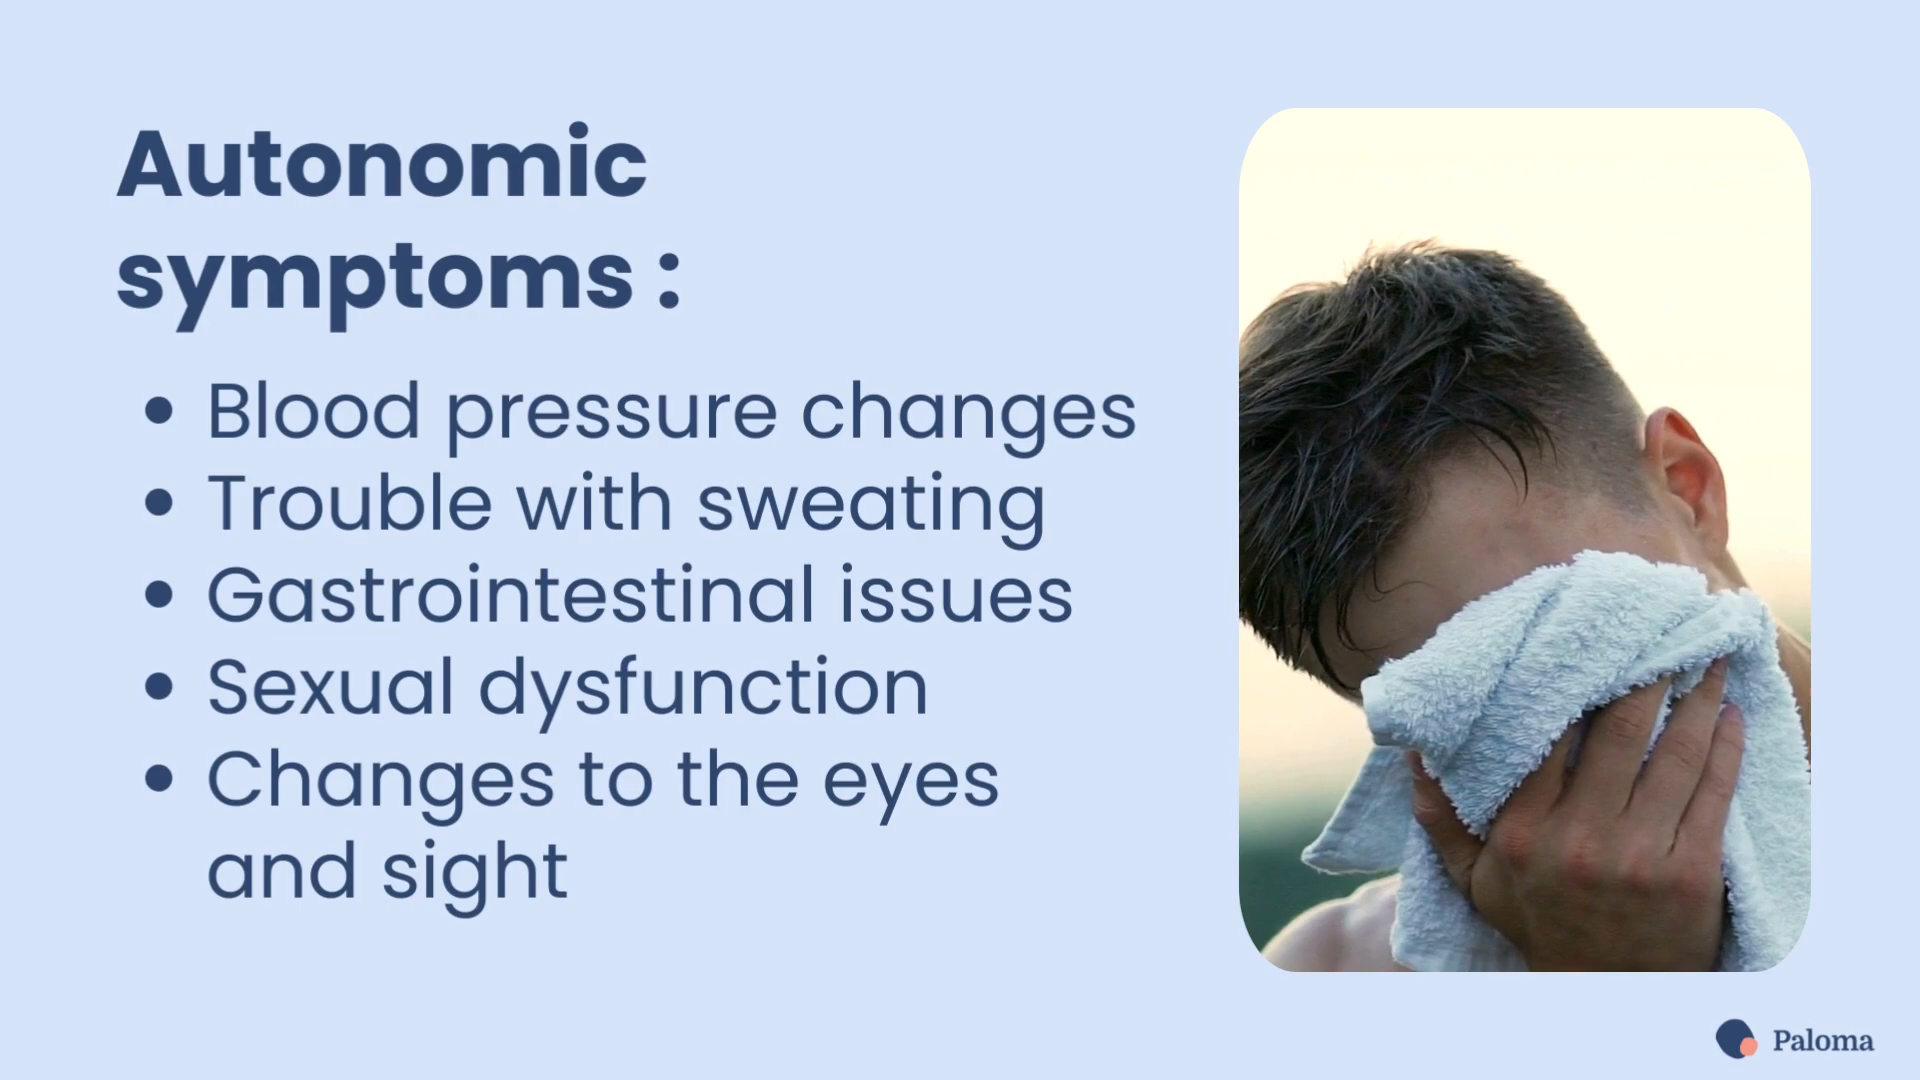 Autonomic
symptoms :
• Blood pressure changes
• Trouble with sweating
• Gastrointestinal issues
• Sexual dysfunction
• Changes to the eyes
and sight
Paloma